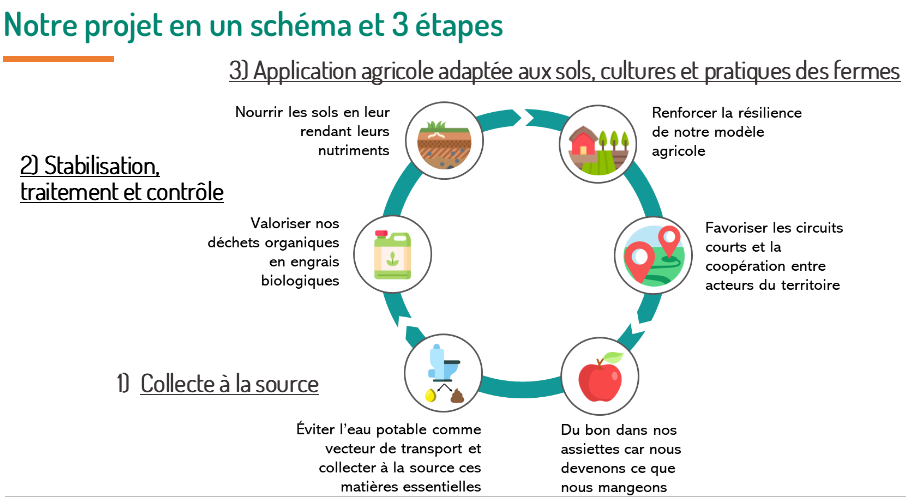 Notre projet en un schéma et 3 étapes
3) Application agricole adaptée aux sols, cultures et pratiques des fermes
Nourrir les sols en leur
rendant leurs
nutriments
Renforcer la résilience
de notre modèle
agricole
2) Stabilisation,
traitement et contrôle
Valoriser nos
déchets organiques
en engrais
biologiques
Favoriser les circuits
courts et la
coopération entre
acteurs du territoire
1) Collecte à la source
Éviter l'eau potable comme
vecteur de transport et
collecter à la source ces
matières essentielles
Du bon dans nos
assiettes car nous
devenons ce que
nous mangeons